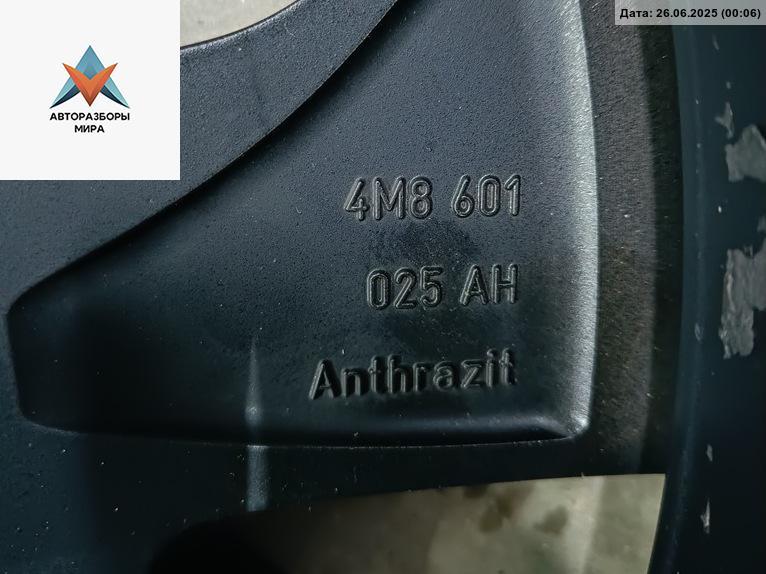 Дата: 26.06.2025 (00:06)
АВТОРАЗБОРЫ
МИРА
4M8 601
025 AH
Anthrazit